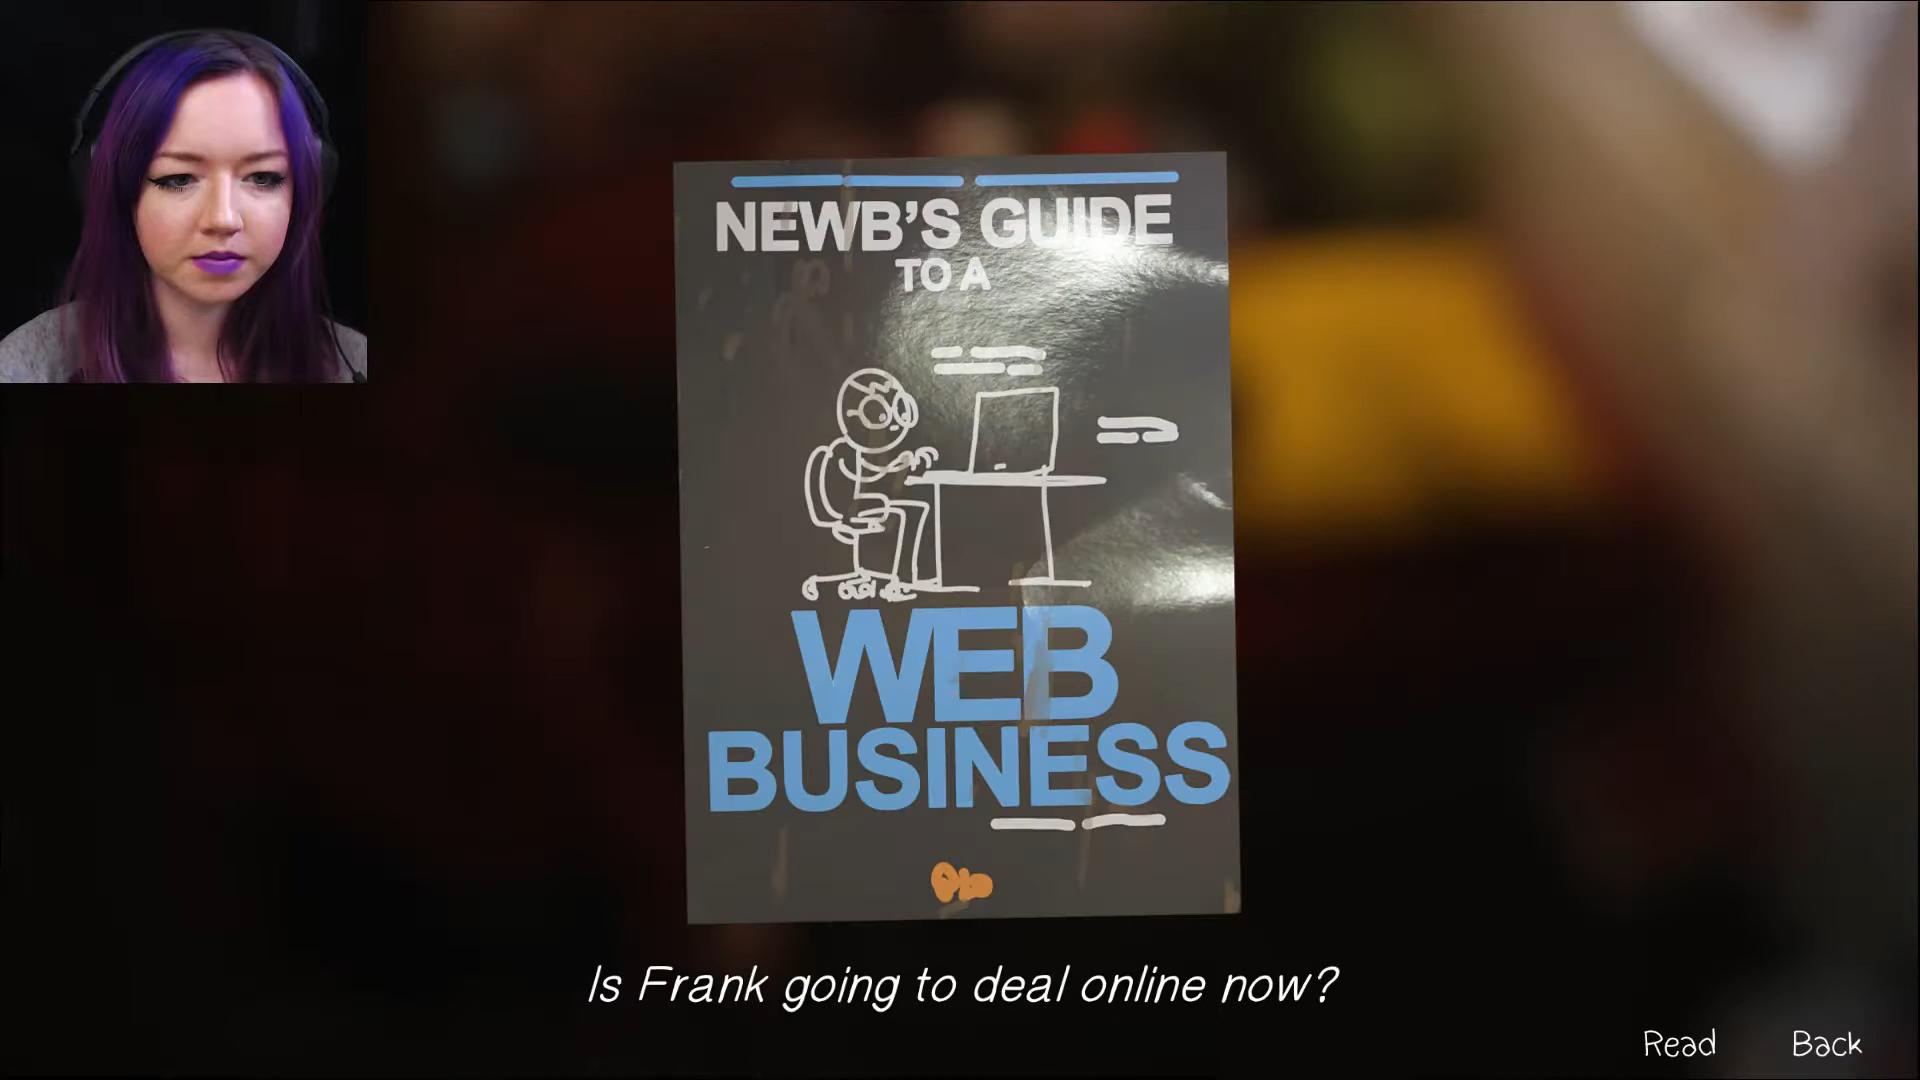 NEWB'S GUIDE
TO A
WEB
BUSINESS
Is Frank going to deal online now?
Read
Back